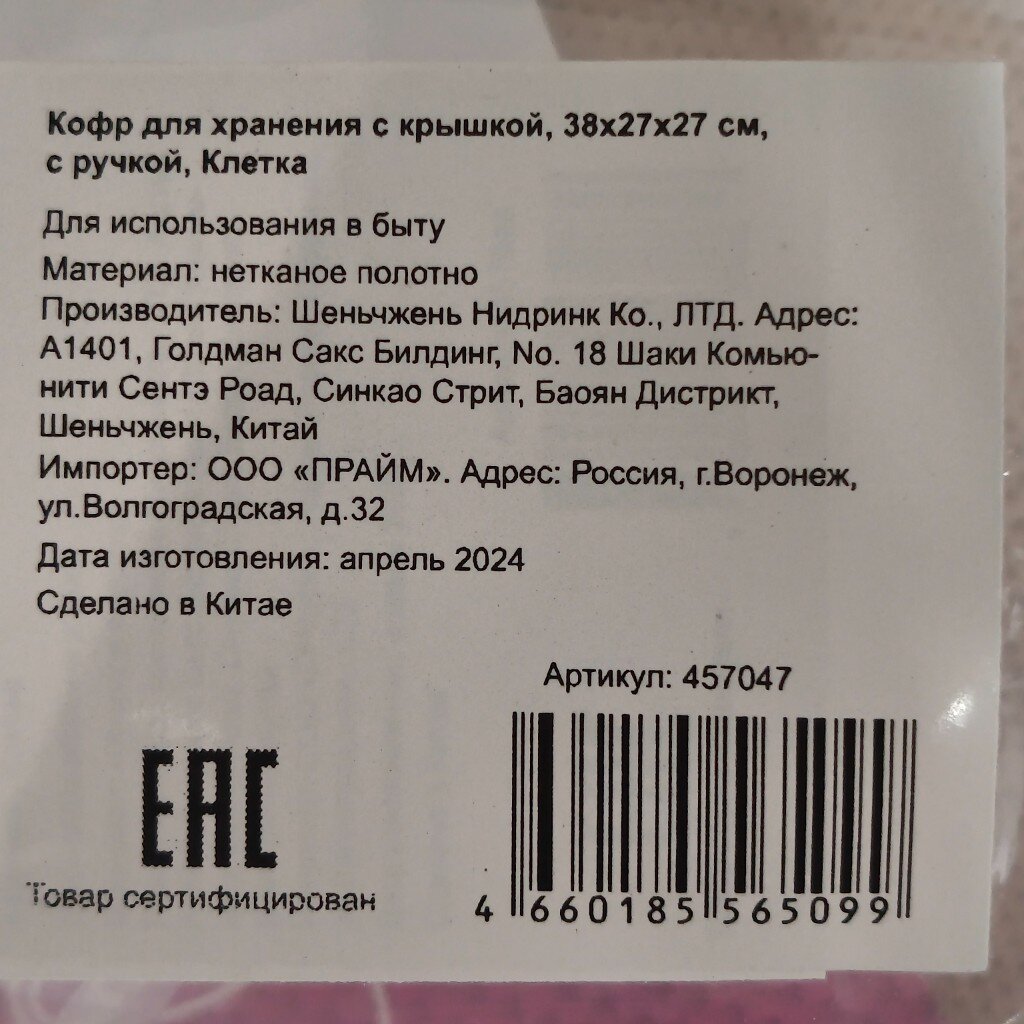 Кофр для хранения с крышкой, 38х27х27 см,
с ручкой, Клетка
Для использования в быту
Материал: нетканое полотно
Производитель: Шеньчжень Нидринк Ко., ЛТД. Адрес:
А1401, Голдман Сакс Билдинг, No. 18 Шаки Комью-
нити Сентэ Роад, Синкао Стрит, Баоян Дистрикт,
Шеньчжень, Китай
Импортер: ООО «ПРАЙМ». Адрес: Россия, г.Воронеж,
ул.Волгоградская, д.32
Дата изготовления: апрель 2024
Сделано в Китае
Артикул: 457047
EAC
Товар сертифицирован
4 660185 565099